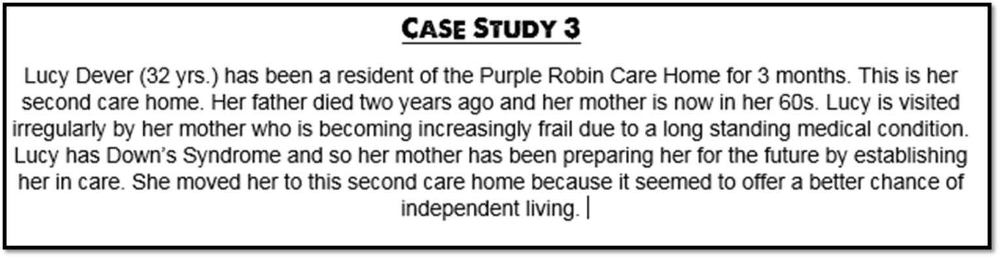 CASE STUDY 3
Lucy Dever (32 yrs.) has been a resident of the Purple Robin Care Home for 3 months. This is her
second care home. Her father died two years ago and her mother is now in her 60s. Lucy is visited
irregularly by her mother who is becoming increasingly frail due to a long standing medical condition.
Lucy has Down's Syndrome and so her mother has been preparing her for the future by establishing
her in care. She moved her to this second care home because it seemed to offer a better chance of
independent living.